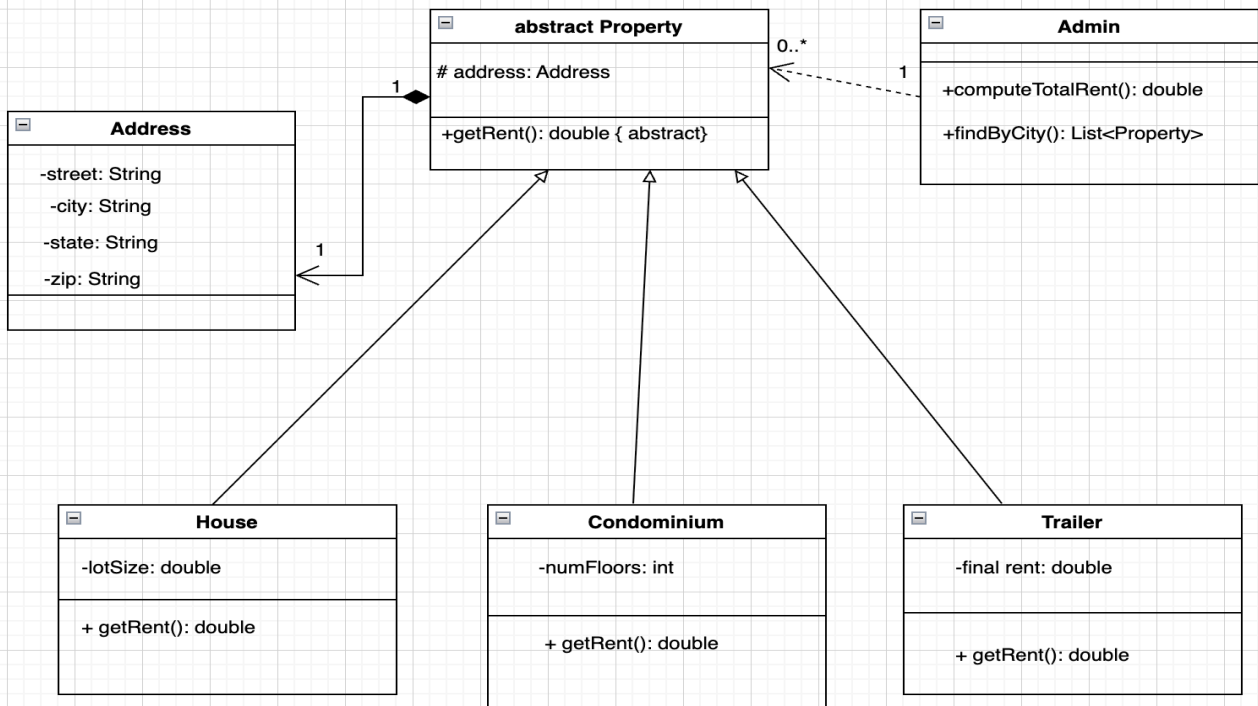 abstract Property
# address: Address
+getRent(): double { abstract}
Admin
+computeTotalRent(): double
+findByCity(): List<Property>
0..*
1
1
1
Address
-street: String
-city: String
-state: String
-zip: String
House
-lotSize: double
+ getRent(): double
Condominium
-numFloors: int
+ getRent(): double
Trailer
-final rent: double
+ getRent(): double